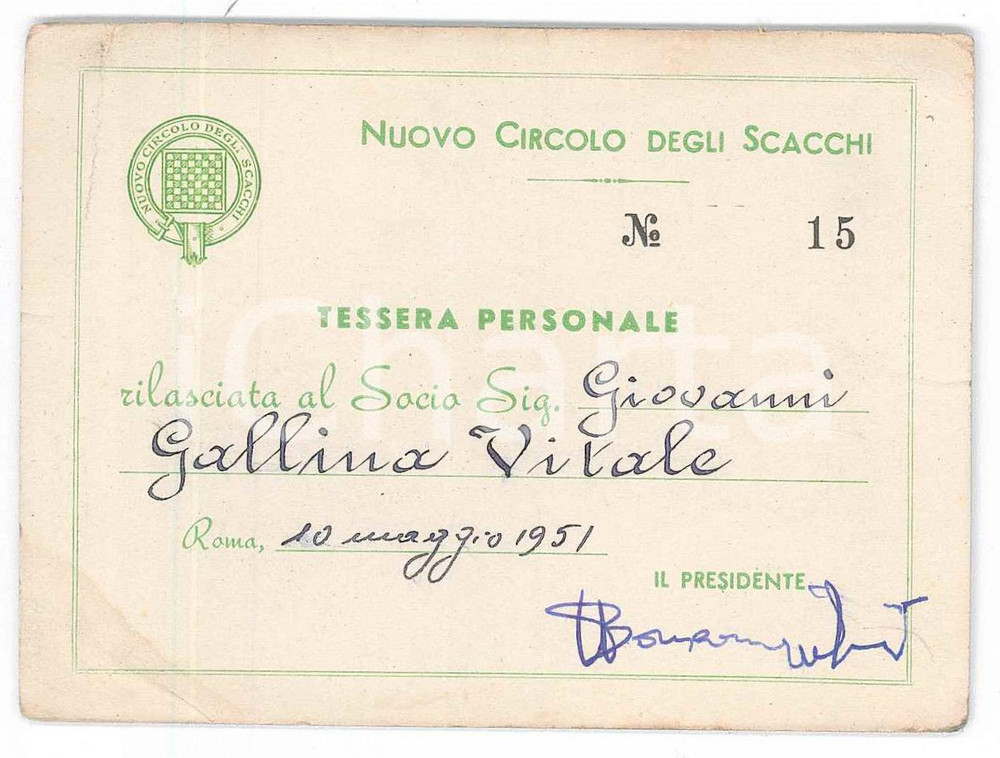 NUOVO CIRCOLO DEGLI SCACCHI
NUOVO CIRCOLO DEGLI SCACCHI
№ 15
TESSERA PERSONALE
rilasciata al Socio Sig. Giovanni
Gallina Vitale
Roma, 10 maggio 1951
IL PRESIDENTE
iCharta